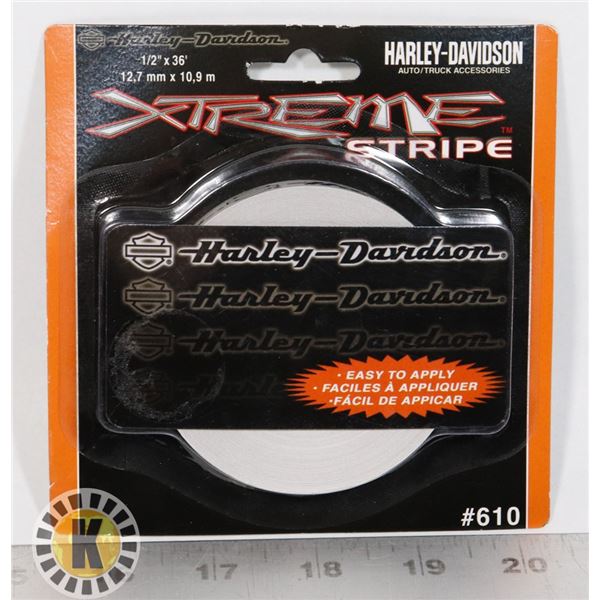 Harley-Davidson
1/2" x 36'
12,7 mm x 10,9 m
HARLEY-DAVIDSON
AUTO/TRUCK ACCESSORIES
XTREME
STRIPE™
Harley-Davidson®
Harley-Davidson®
Harley-Davidson
• EASY TO APPLY
• FACILES À APPLIQUER
• FÁCIL DE APPICAR
#610
K
17 18 19 20